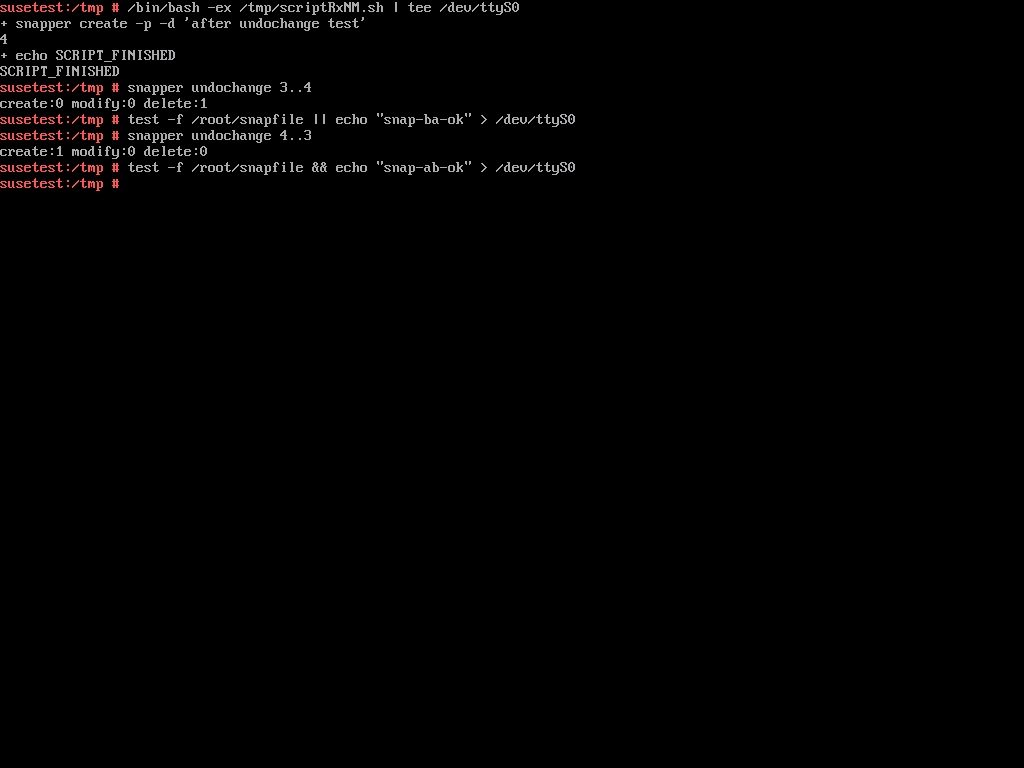 susetest:/tmp # /bin/bash -ex /tmp/scriptRxNM.sh | tee /dev/ttyS0
+ snapper create -p -d 'after undochange test'
4
+ echo SCRIPT_FINISHED
SCRIPT_FINISHED
susetest:/tmp # snapper undochange 3..4
create:0 modify:0 delete:1
susetest:/tmp # test -f /root/snapfile || echo "snap-ba-ok" > /dev/ttyS0
susetest:/tmp # snapper undochange 4..3
create:1 modify:0 delete:0
susetest:/tmp # test -f /root/snapfile && echo "snap-ab-ok" > /dev/ttyS0
susetest:/tmp #